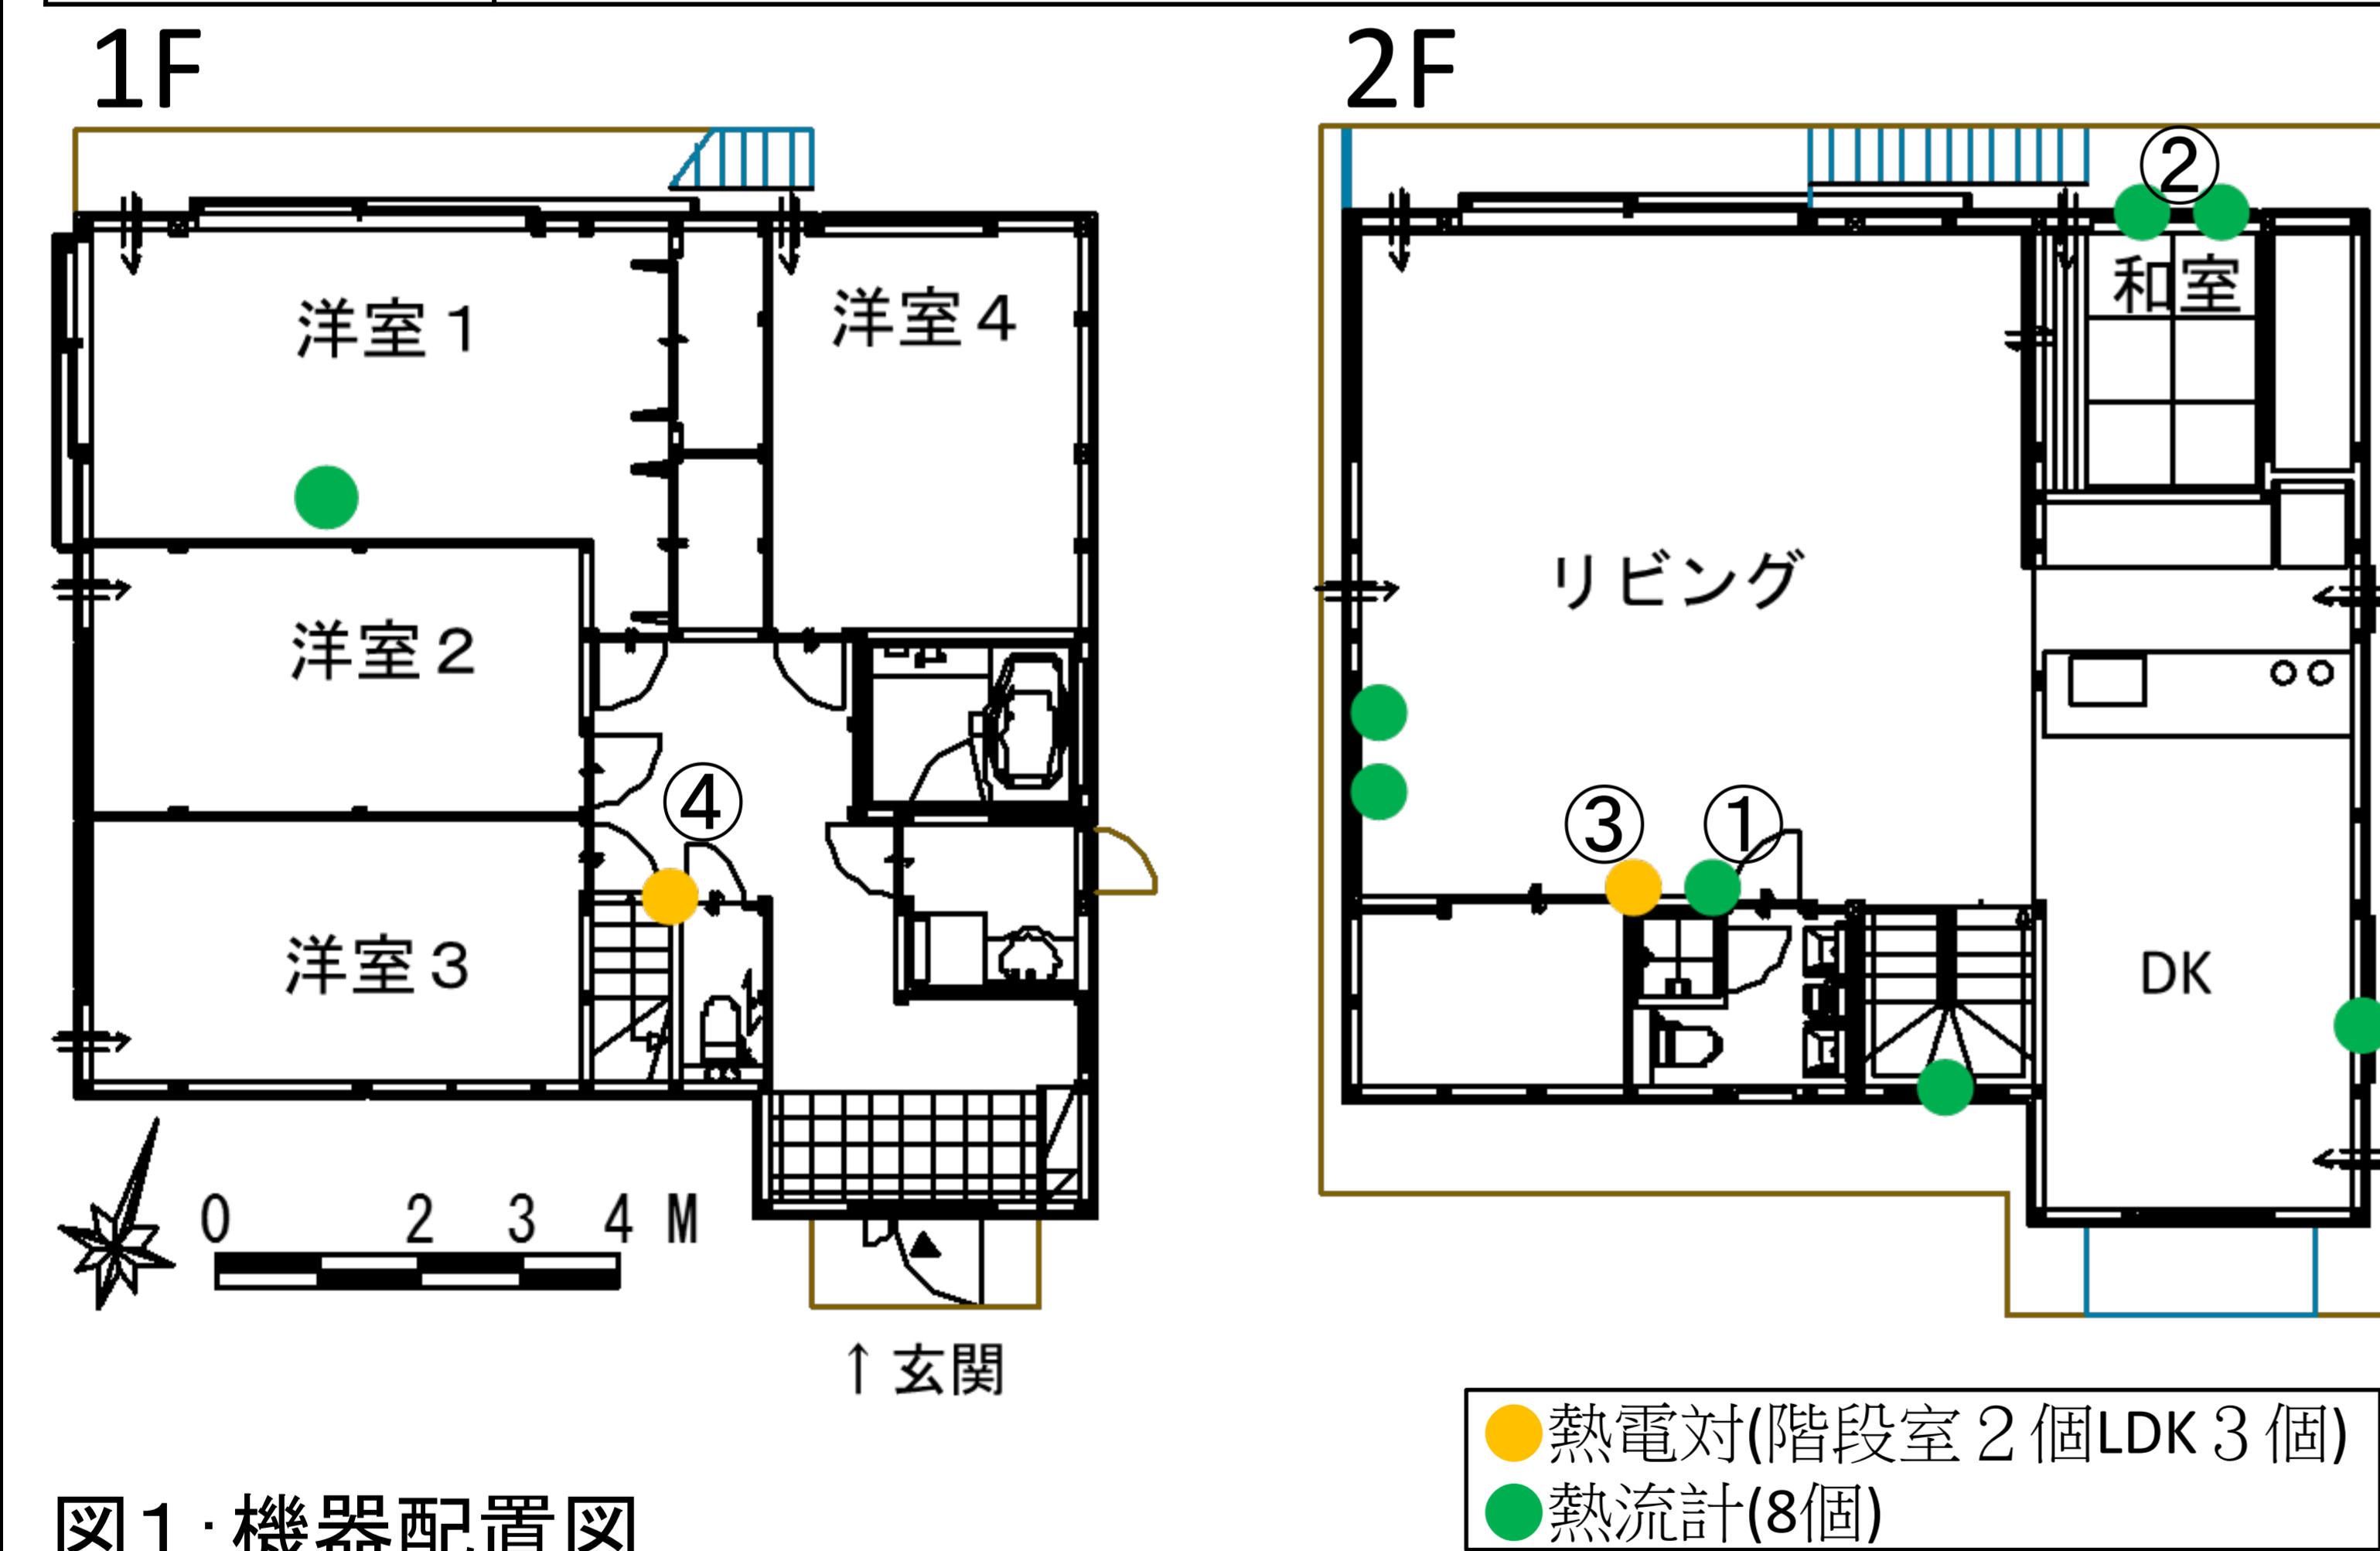 1F
2F
②
洋室１
洋室４
和室
リビング
洋室２
④
③
①
洋室３
DK
0 2 3 4 M
↑玄関
熱電対(階段室２個LDK３個)
熱流計(8個)
図1･機器配置図